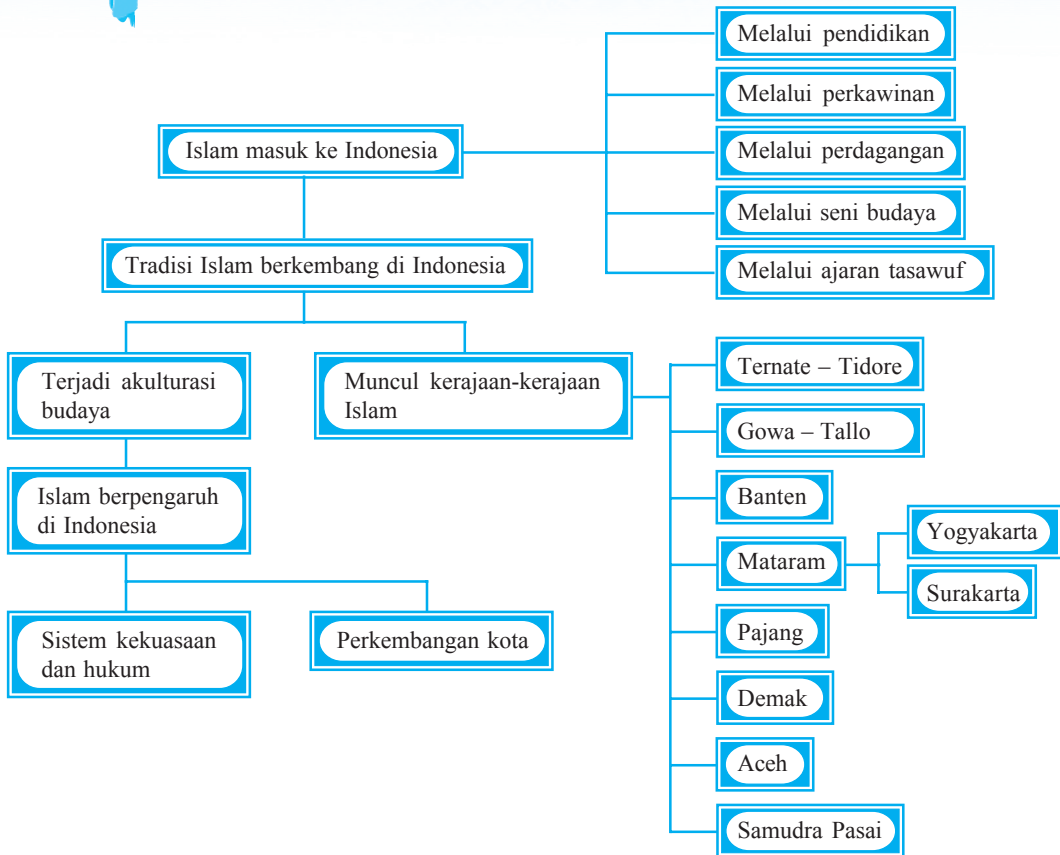 Melalui pendidikan
Melalui perkawinan
Islam masuk ke Indonesia
Melalui perdagangan
Melalui seni budaya
Tradisi Islam berkembang di Indonesia
Melalui ajaran tasawuf
Terjadi akulturasi
budaya
Muncul kerajaan-kerajaan
Islam
Ternate – Tidore
Gowa – Tallo
Islam berpengaruh
di Indonesia
Banten
Mataram
Yogyakarta
Surakarta
Sistem kekuasaan
dan hukum
Perkembangan kota
Pajang
Demak
Aceh
Samudra Pasai